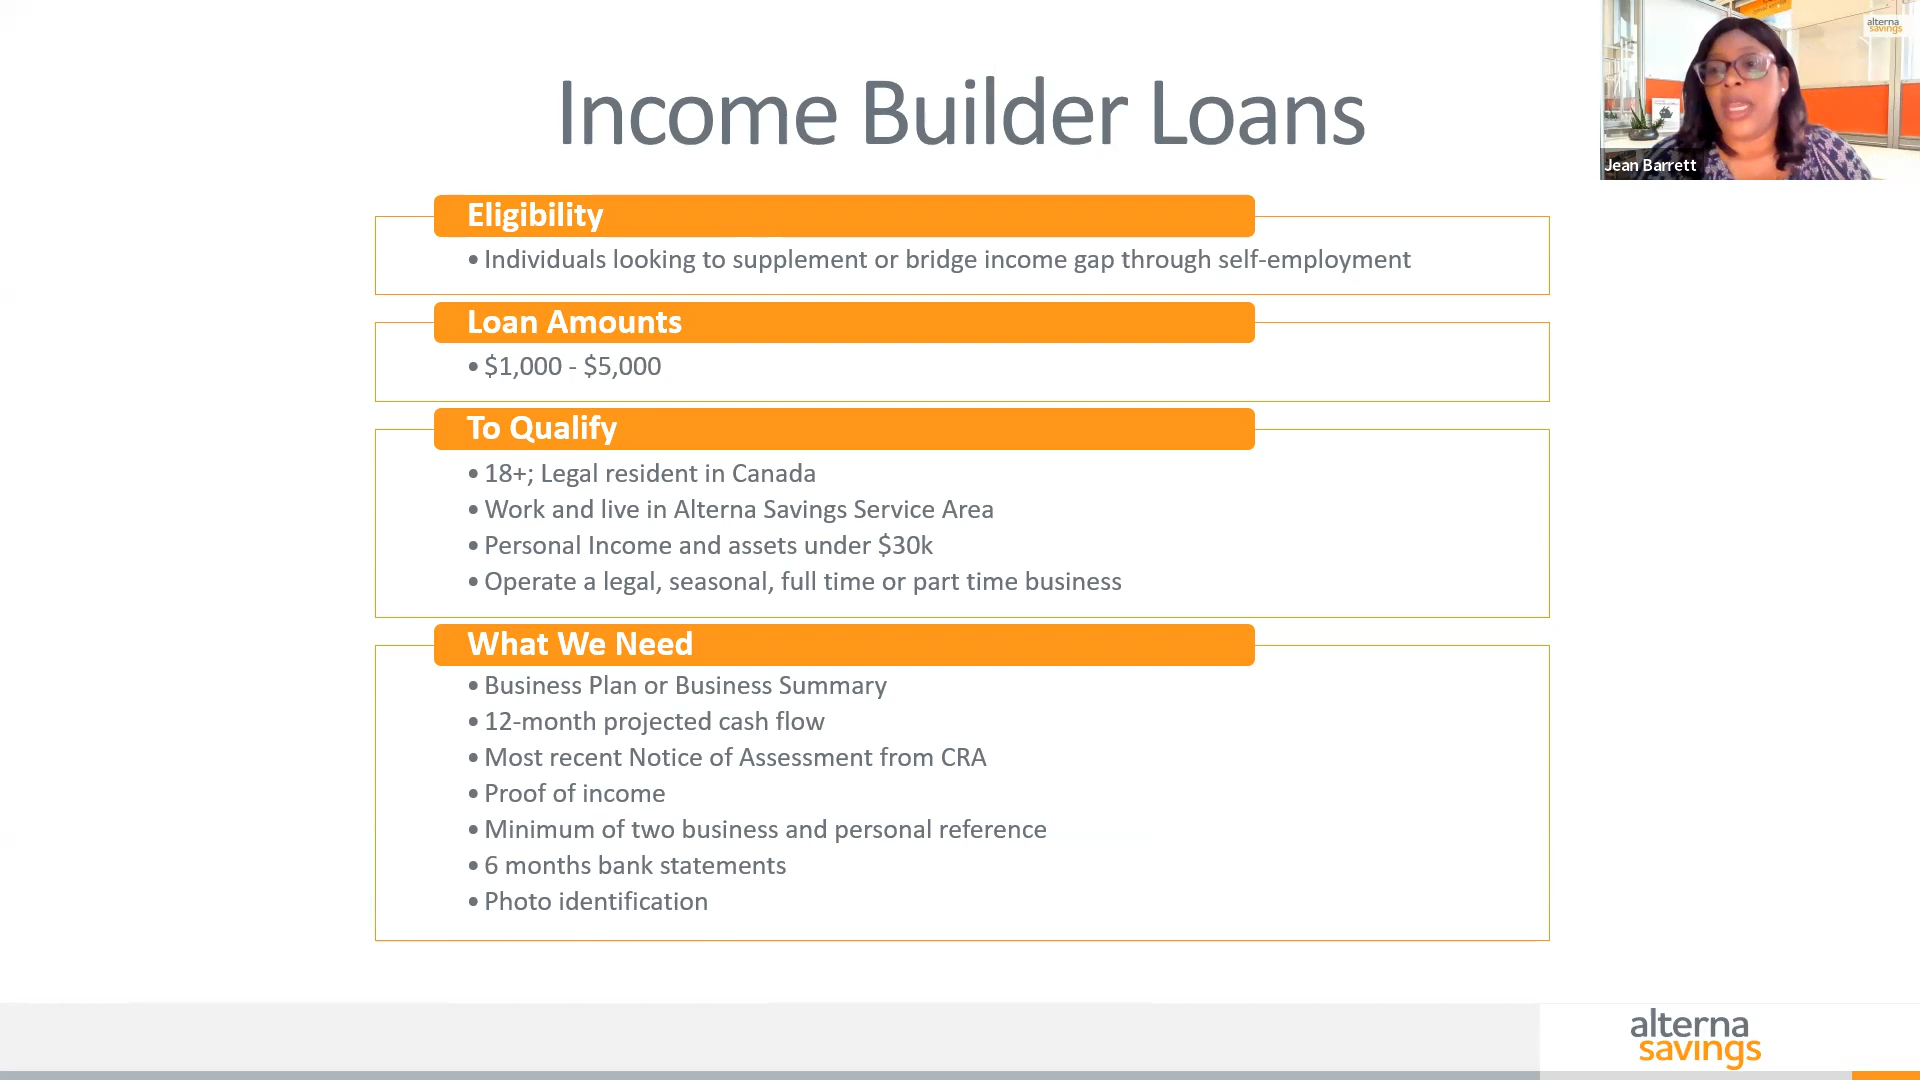 Income Builder Loans
Eligibility
• Individuals looking to supplement or bridge income gap through self-employment
Loan Amounts
• $1,000 - $5,000
To Qualify
• 18+; Legal resident in Canada
• Work and live in Alterna Savings Service Area
• Personal Income and assets under $30k
• Operate a legal, seasonal, full time or part time business
What We Need
• Business Plan or Business Summary
• 12-month projected cash flow
• Most recent Notice of Assessment from CRA
• Proof of income
• Minimum of two business and personal reference
• 6 months bank statements
• Photo identification
alterna
savings
Jean Barrett
alterna
savings